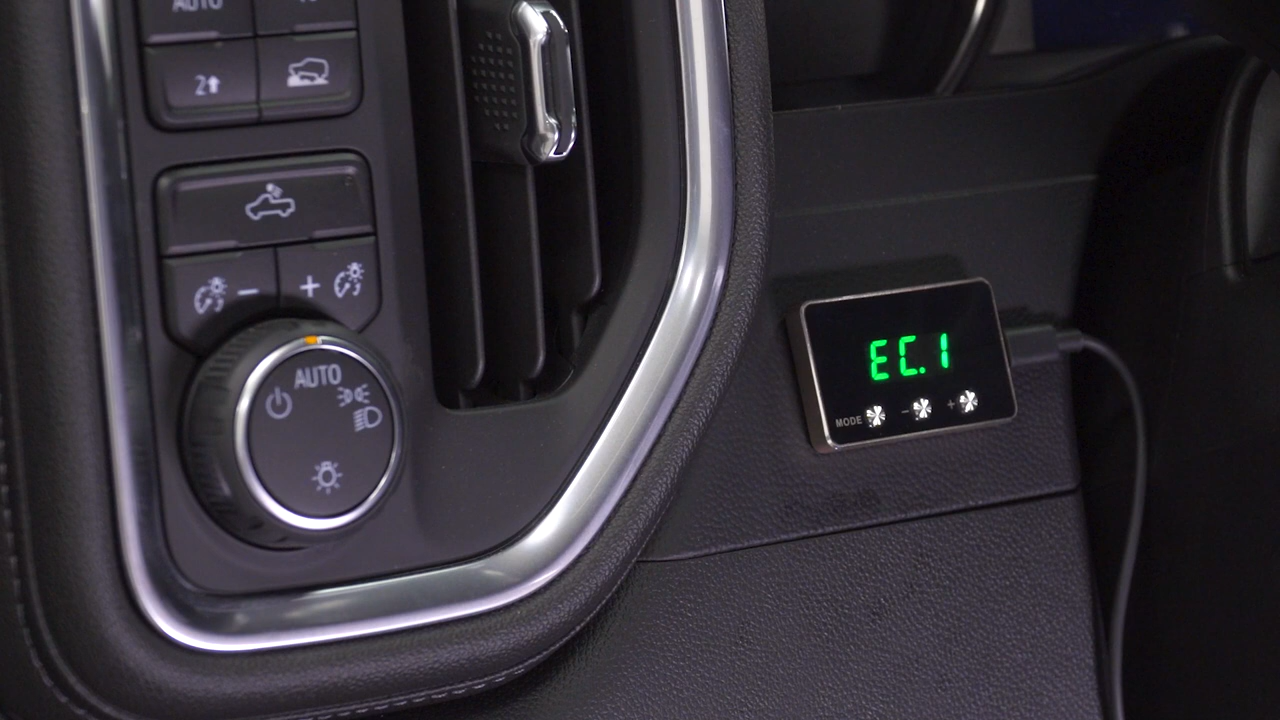 AUTO
2
− +
AUTO
EC.1
MODE − +